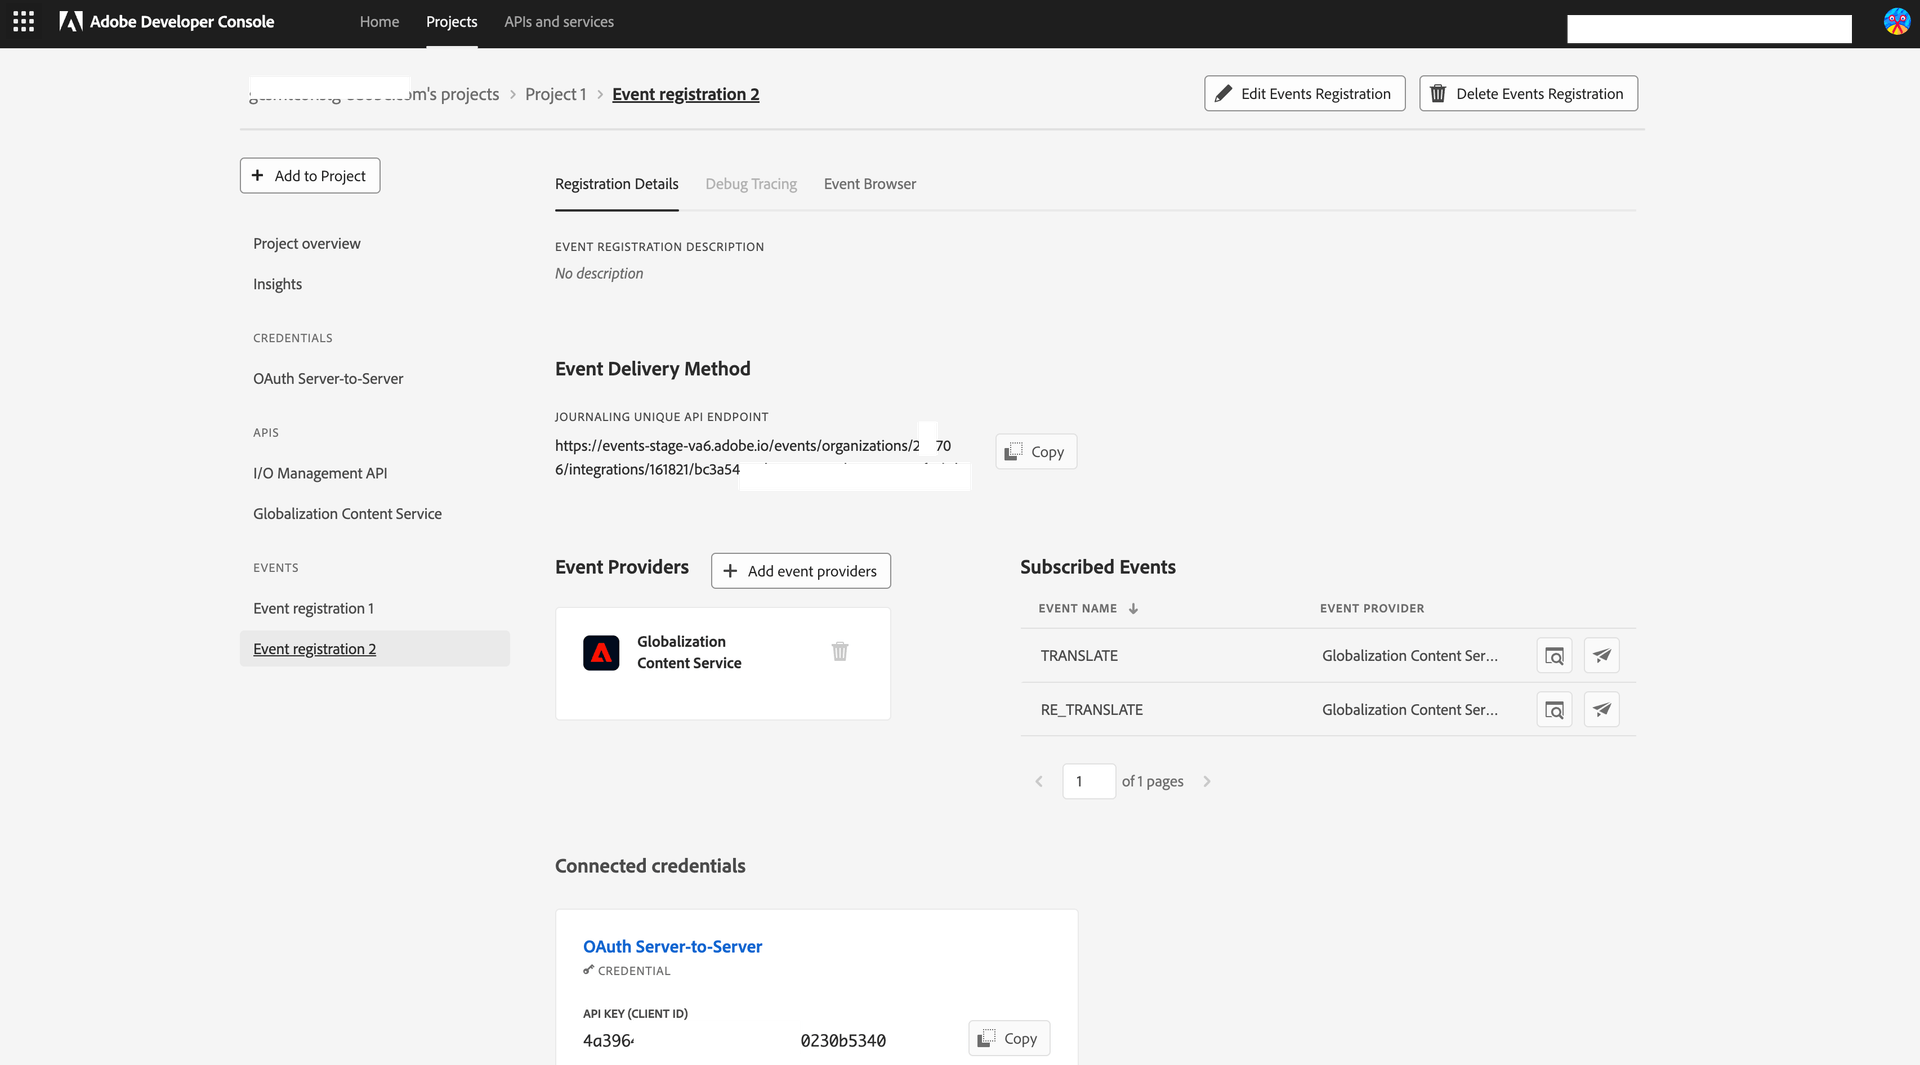 Adobe Developer Console
Home
Projects
APIs and services
's projects
Project 1
Event registration 2
Edit Events Registration
Delete Events Registration
Add to Project
Project overview
Insights
CREDENTIALS
OAuth Server-to-Server
APIS
I/O Management API
Globalization Content Service
EVENTS
Event registration 1
Event registration 2
Registration Details
Debug Tracing
Event Browser
EVENT REGISTRATION DESCRIPTION
No description
Event Delivery Method
JOURNALING UNIQUE API ENDPOINT
https://events-stage-va6.adobe.io/events/organizations/2 70
6/integrations/161821/bc3a54
Copy
Event Providers
Add event providers
Globalization
Content Service
Subscribed Events
EVENT NAME
EVENT PROVIDER
TRANSLATE
Globalization Content Ser...
RE_TRANSLATE
Globalization Content Ser...
1
of 1 pages
Connected credentials
OAuth Server-to-Server
CREDENTIAL
API KEY (CLIENT ID)
4a396 0230b5340
Copy